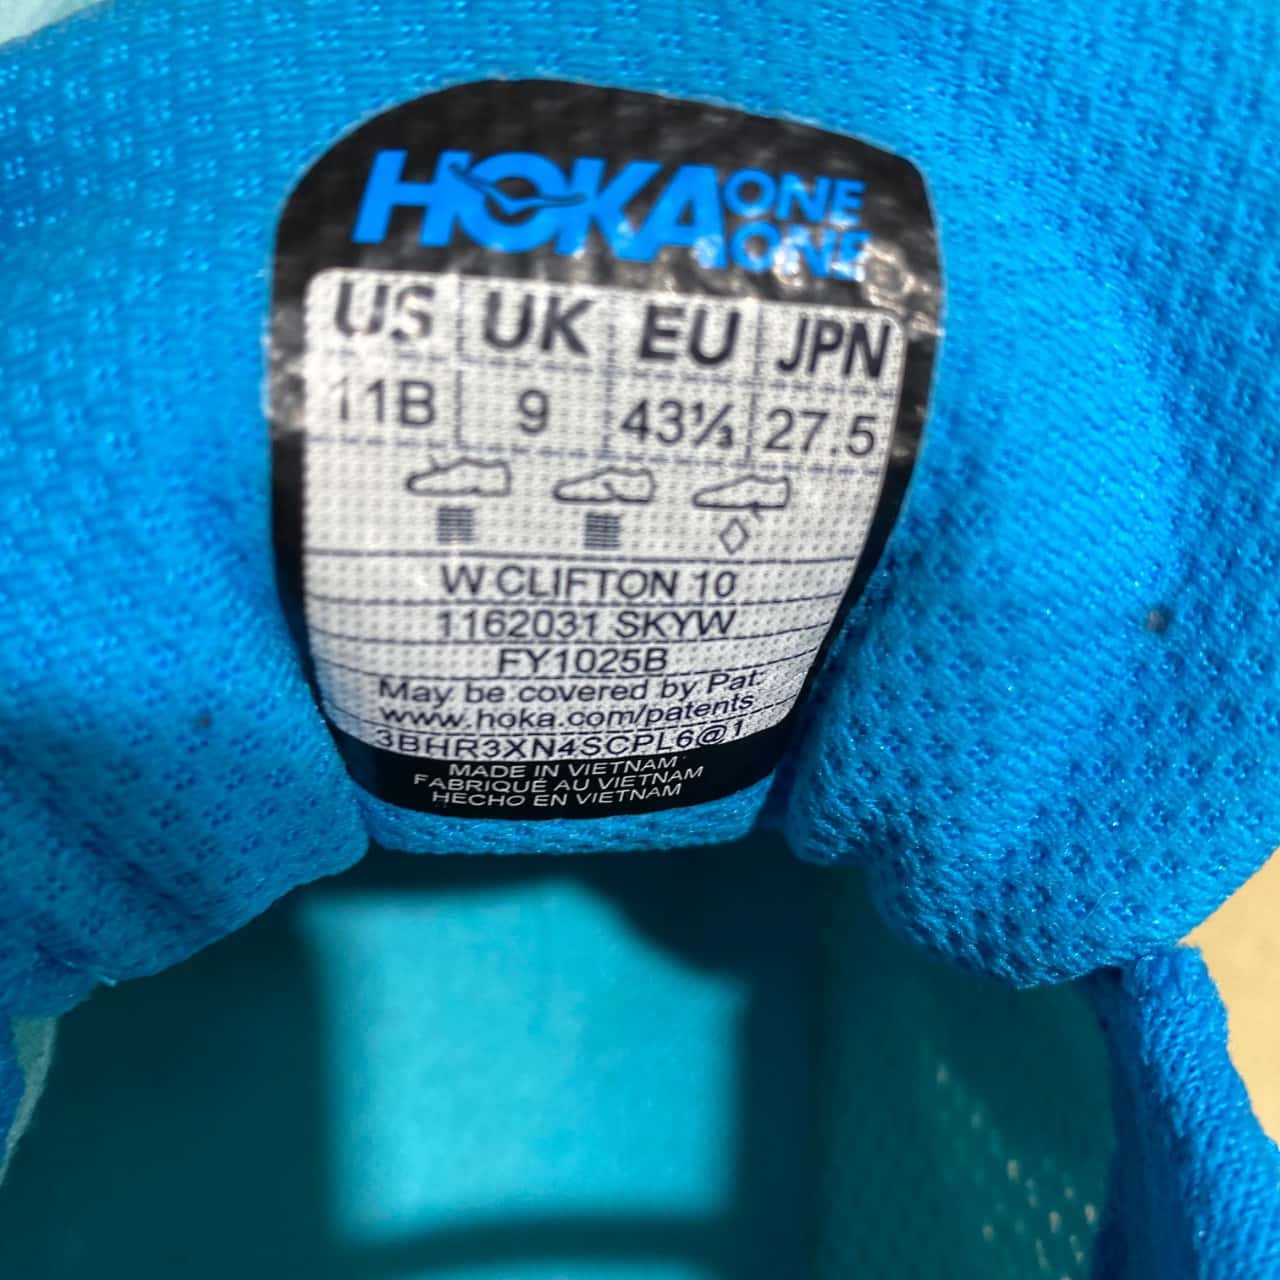 HOKA ONE ONE
US UK EU JPN
11B 9 43⅓ 27.5
W CLIFTON 10
1162031 SKYW
FY1025B
May be covered by Pat.
www.hoka.com/patents
3BHR3XN4SCPL6@1
MADE IN VIETNAM
FABRIQUÉ AU VIETNAM
HECHO EN VIETNAM